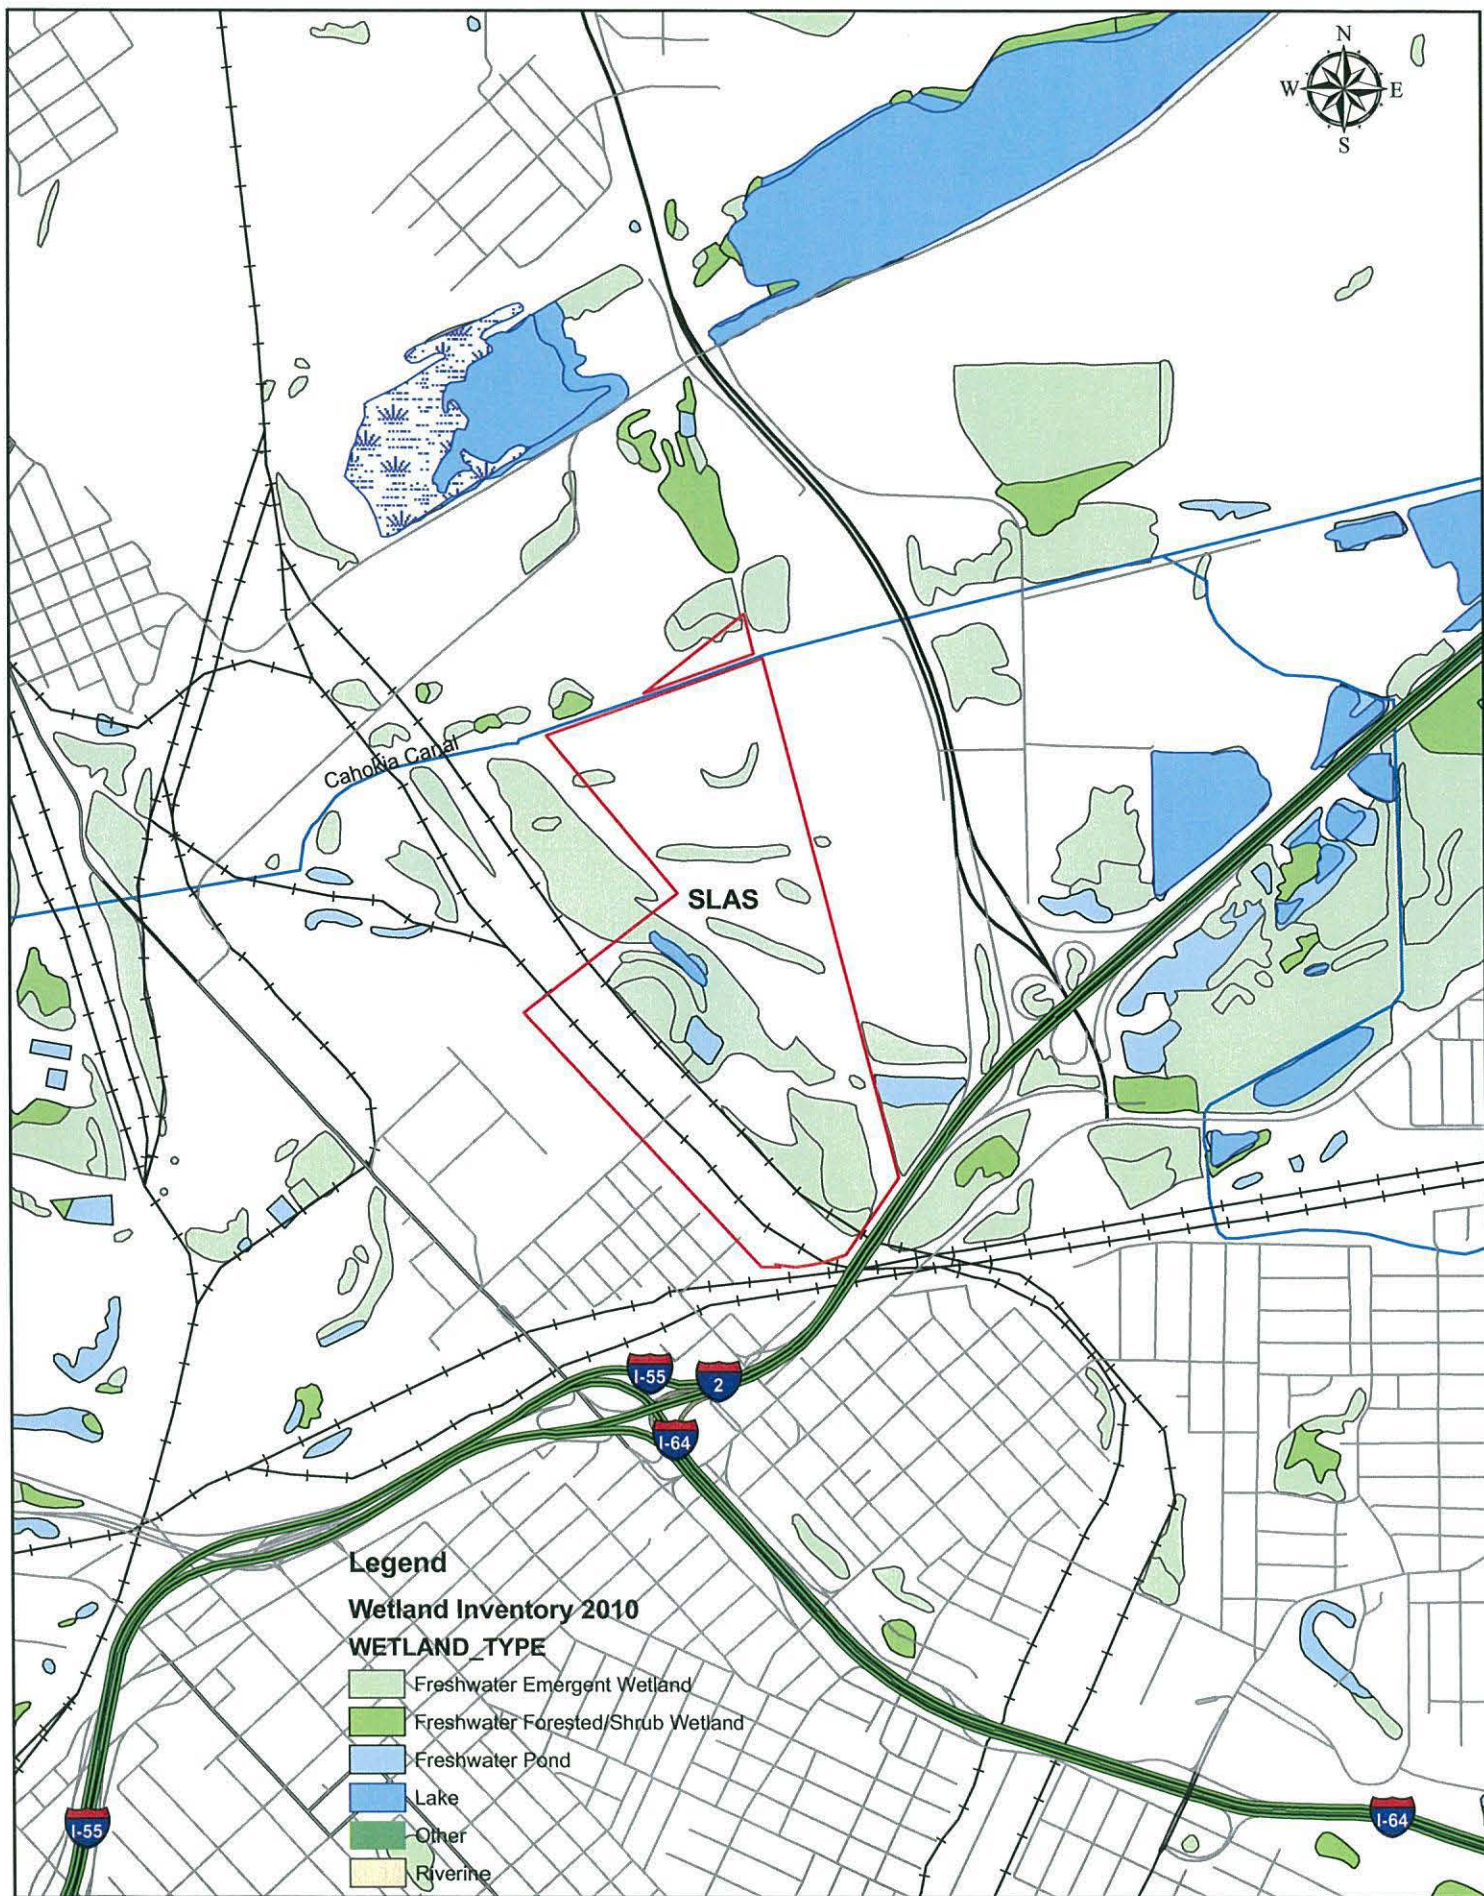 N
W E
S
Cahokia Canal
SLAS
I-55
2
I-64
Legend
Wetland Inventory 2010
WETLAND_TYPE
Freshwater Emergent Wetland
Freshwater Forested/Shrub Wetland
Freshwater Pond
Lake
Other
Riverine
I-55
I-64